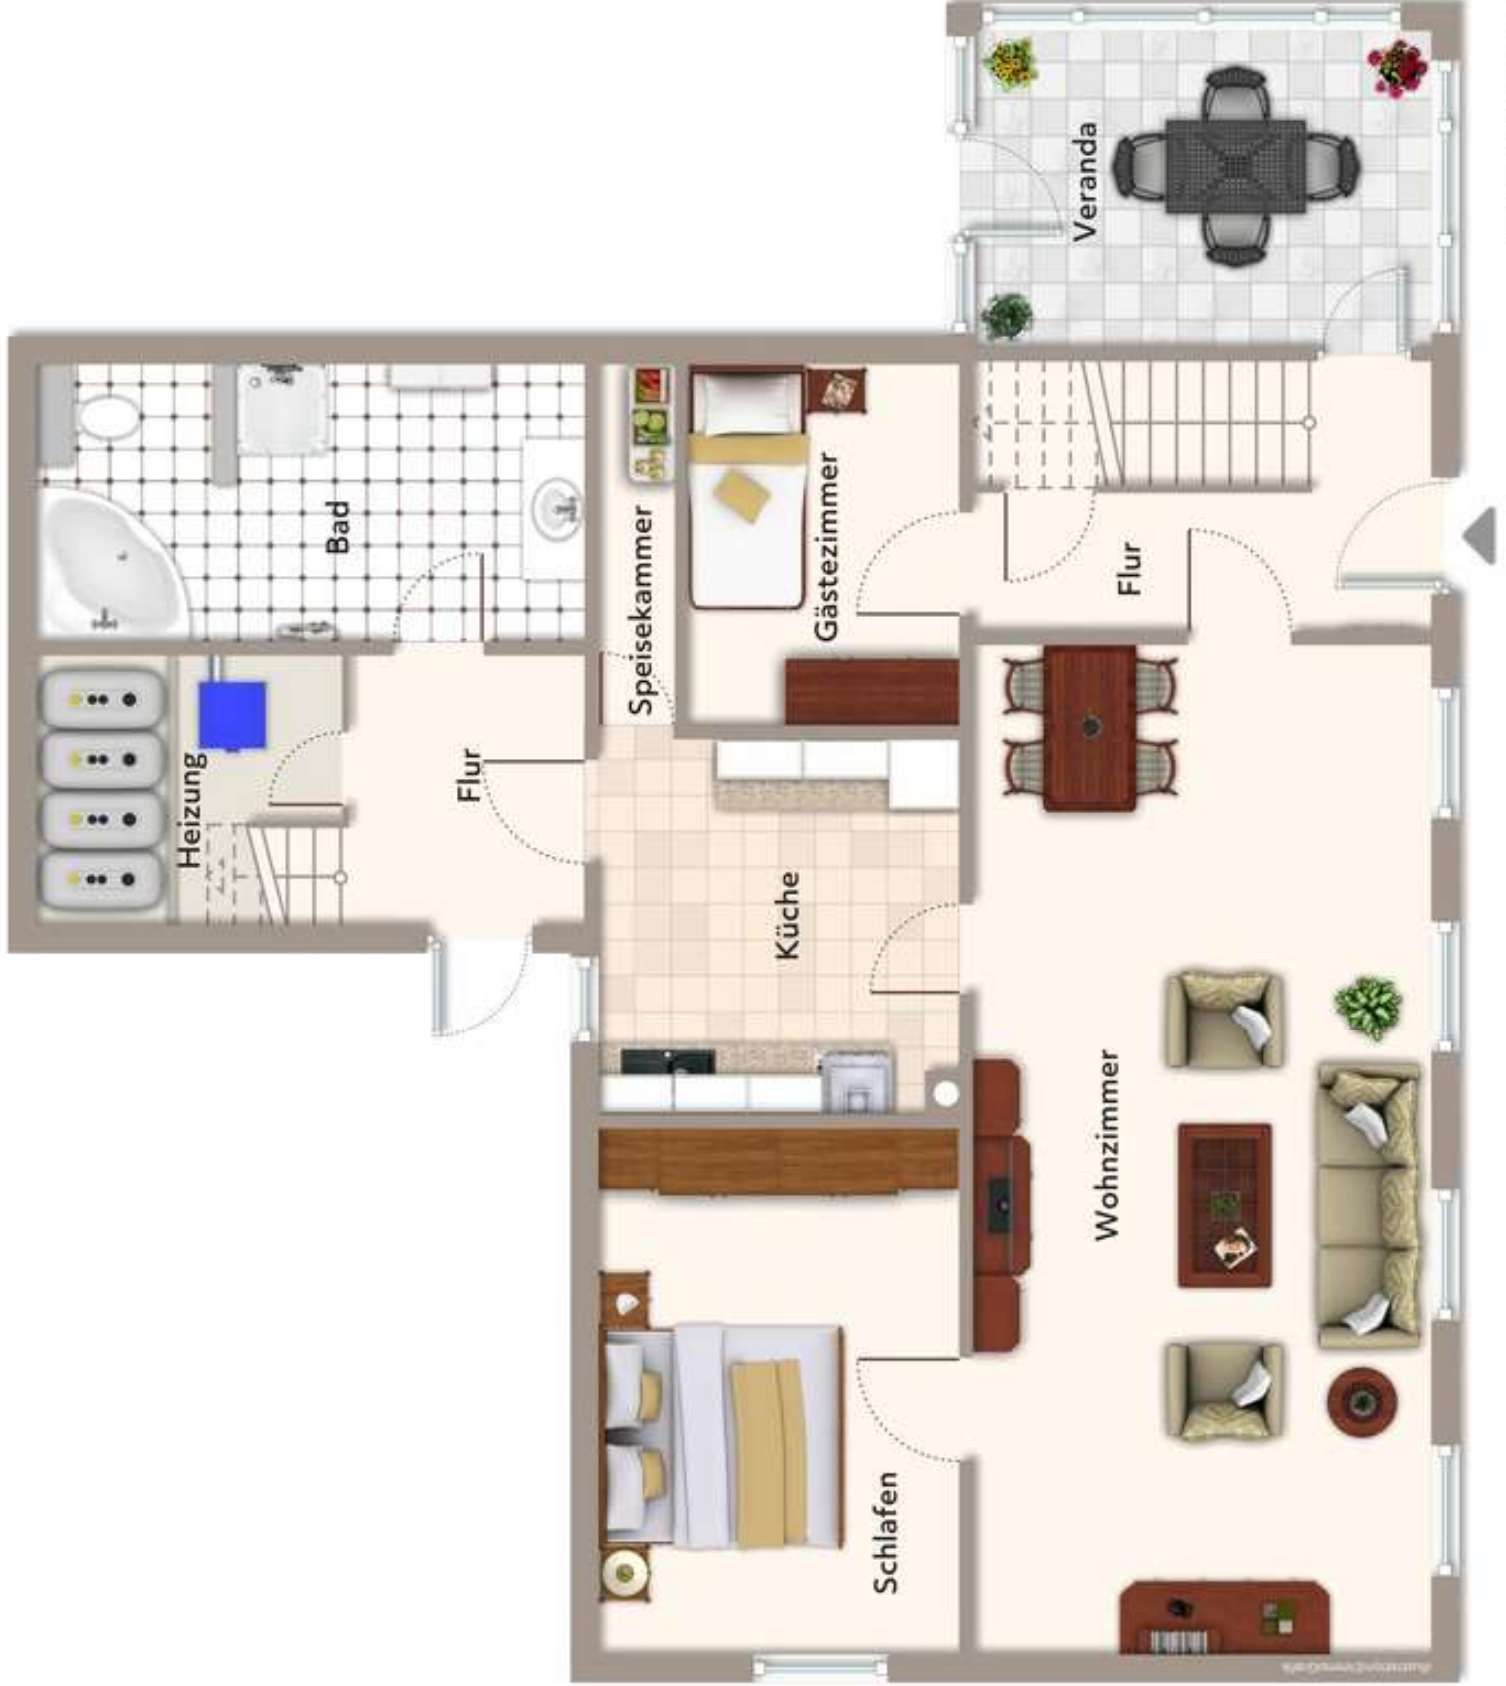 Veranda
Bad
Speisekammer
Gästezimmer
Flur
Heizung
Flur
Küche
Wohnzimmer
Schlafen